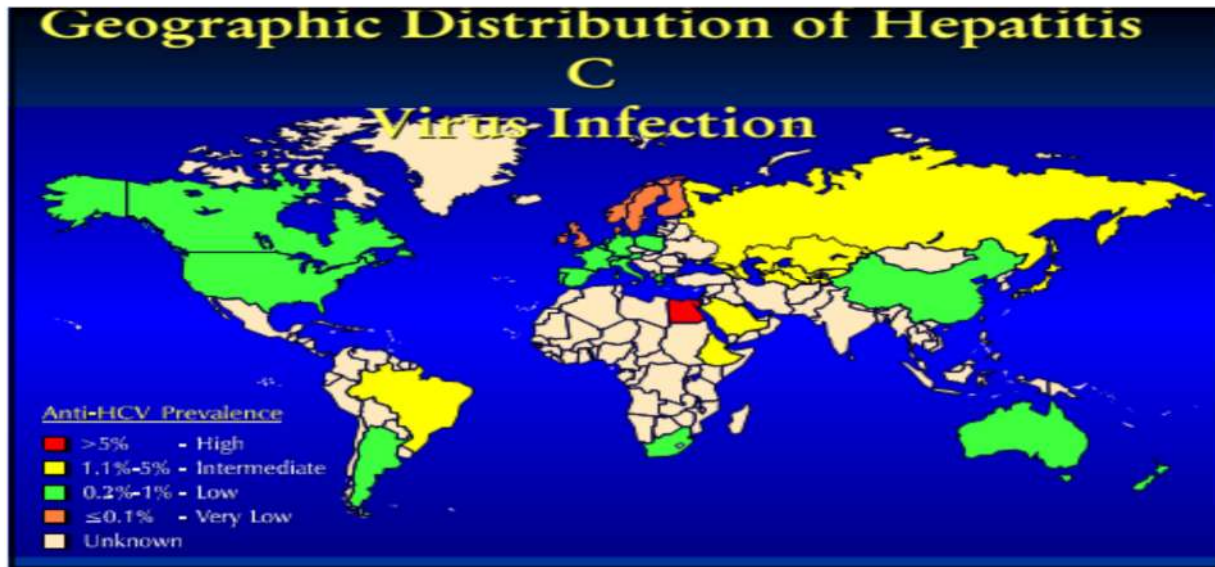 Geographic Distribution of Hepatitis
C
Virus Infection
Anti-HCV Prevalence
>5% - High
1.1%-5% - Intermediate
0.2%-1% - Low
≤0.1% - Very Low
Unknown